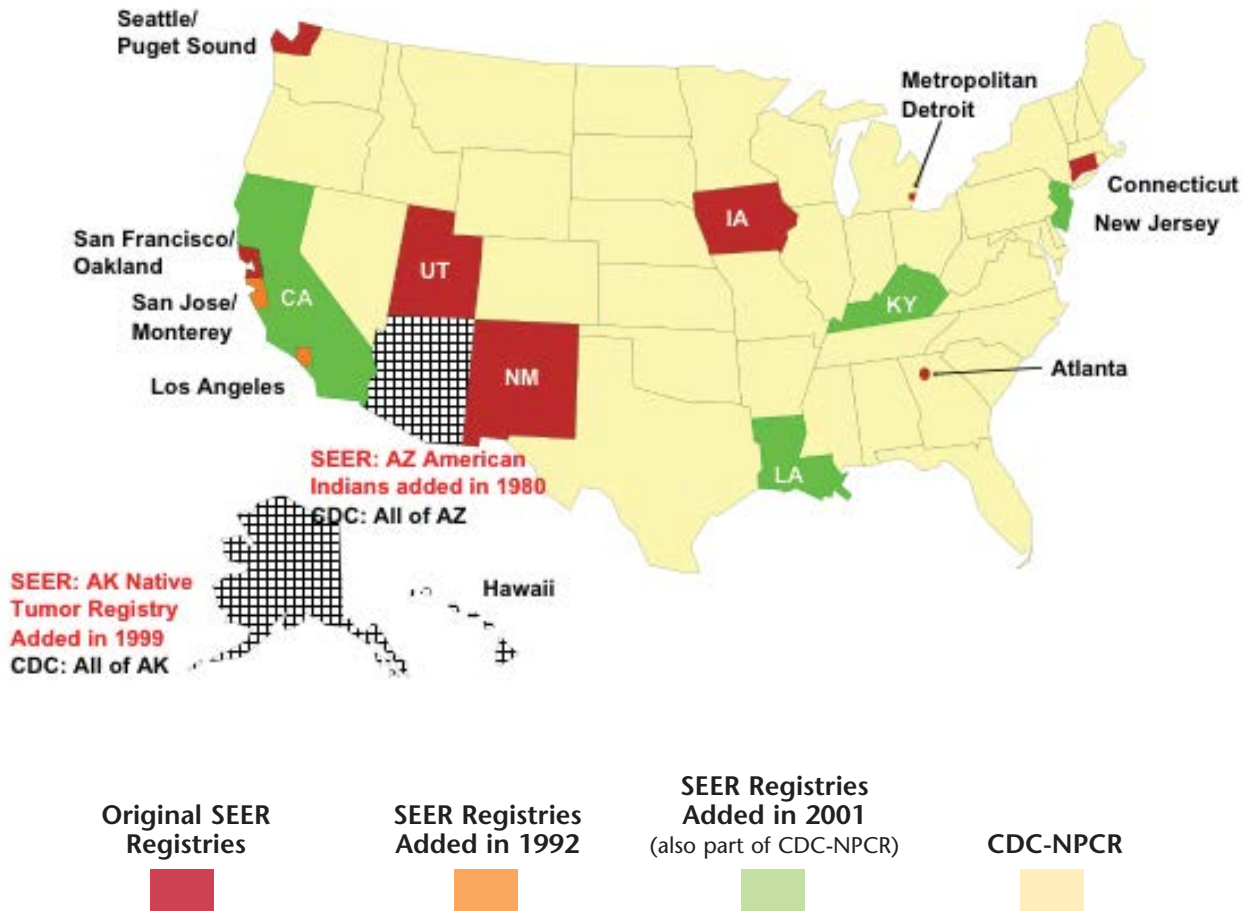 Seattle/
Puget Sound
Metropolitan
Detroit
Connecticut
New Jersey
IA
San Francisco/
Oakland
UT
CA
San Jose/
Monterey
KY
Los Angeles
NM
Atlanta
SEER: AZ American
Indians added in 1980
CDC: All of AZ
LA
SEER: AK Native
Tumor Registry
Added in 1999
CDC: All of AK
Hawaii
Original SEER
Registries
SEER Registries
Added in 1992
SEER Registries
Added in 2001
(also part of CDC-NPCR)
CDC-NPCR